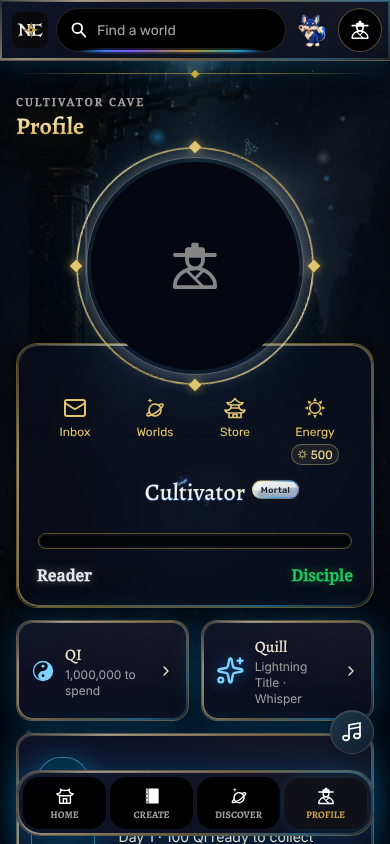 NE
Find a world
CULTIVATOR CAVE
Profile
Inbox
Worlds
Store
Energy
500
Cultivator
Mortal
Reader
Disciple
QI
1,000,000 to
spend
Quill
Lightning
Title ·
Whisper
HOME
CREATE
DISCOVER
PROFILE
Day 1 · 100 QI ready to collect